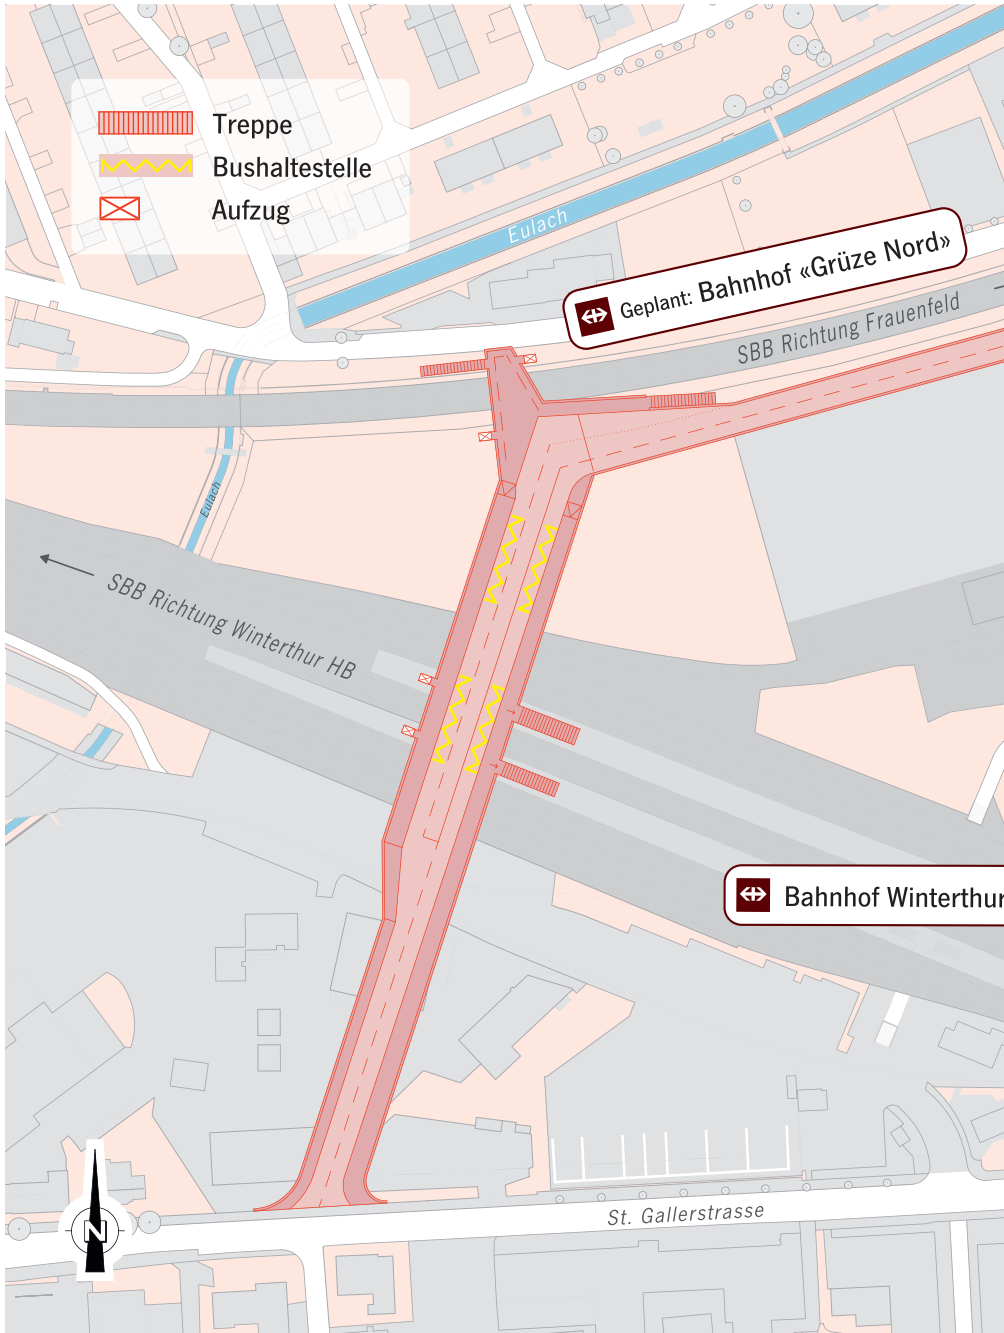 Treppe
Bushaltestelle
Aufzug
Eulach
Geplant: Bahnhof «Grüze Nord»
SBB Richtung Frauenfeld
Eulach
SBB Richtung Winterthur HB
Bahnhof Winterthur
St. Gallerstrasse
N